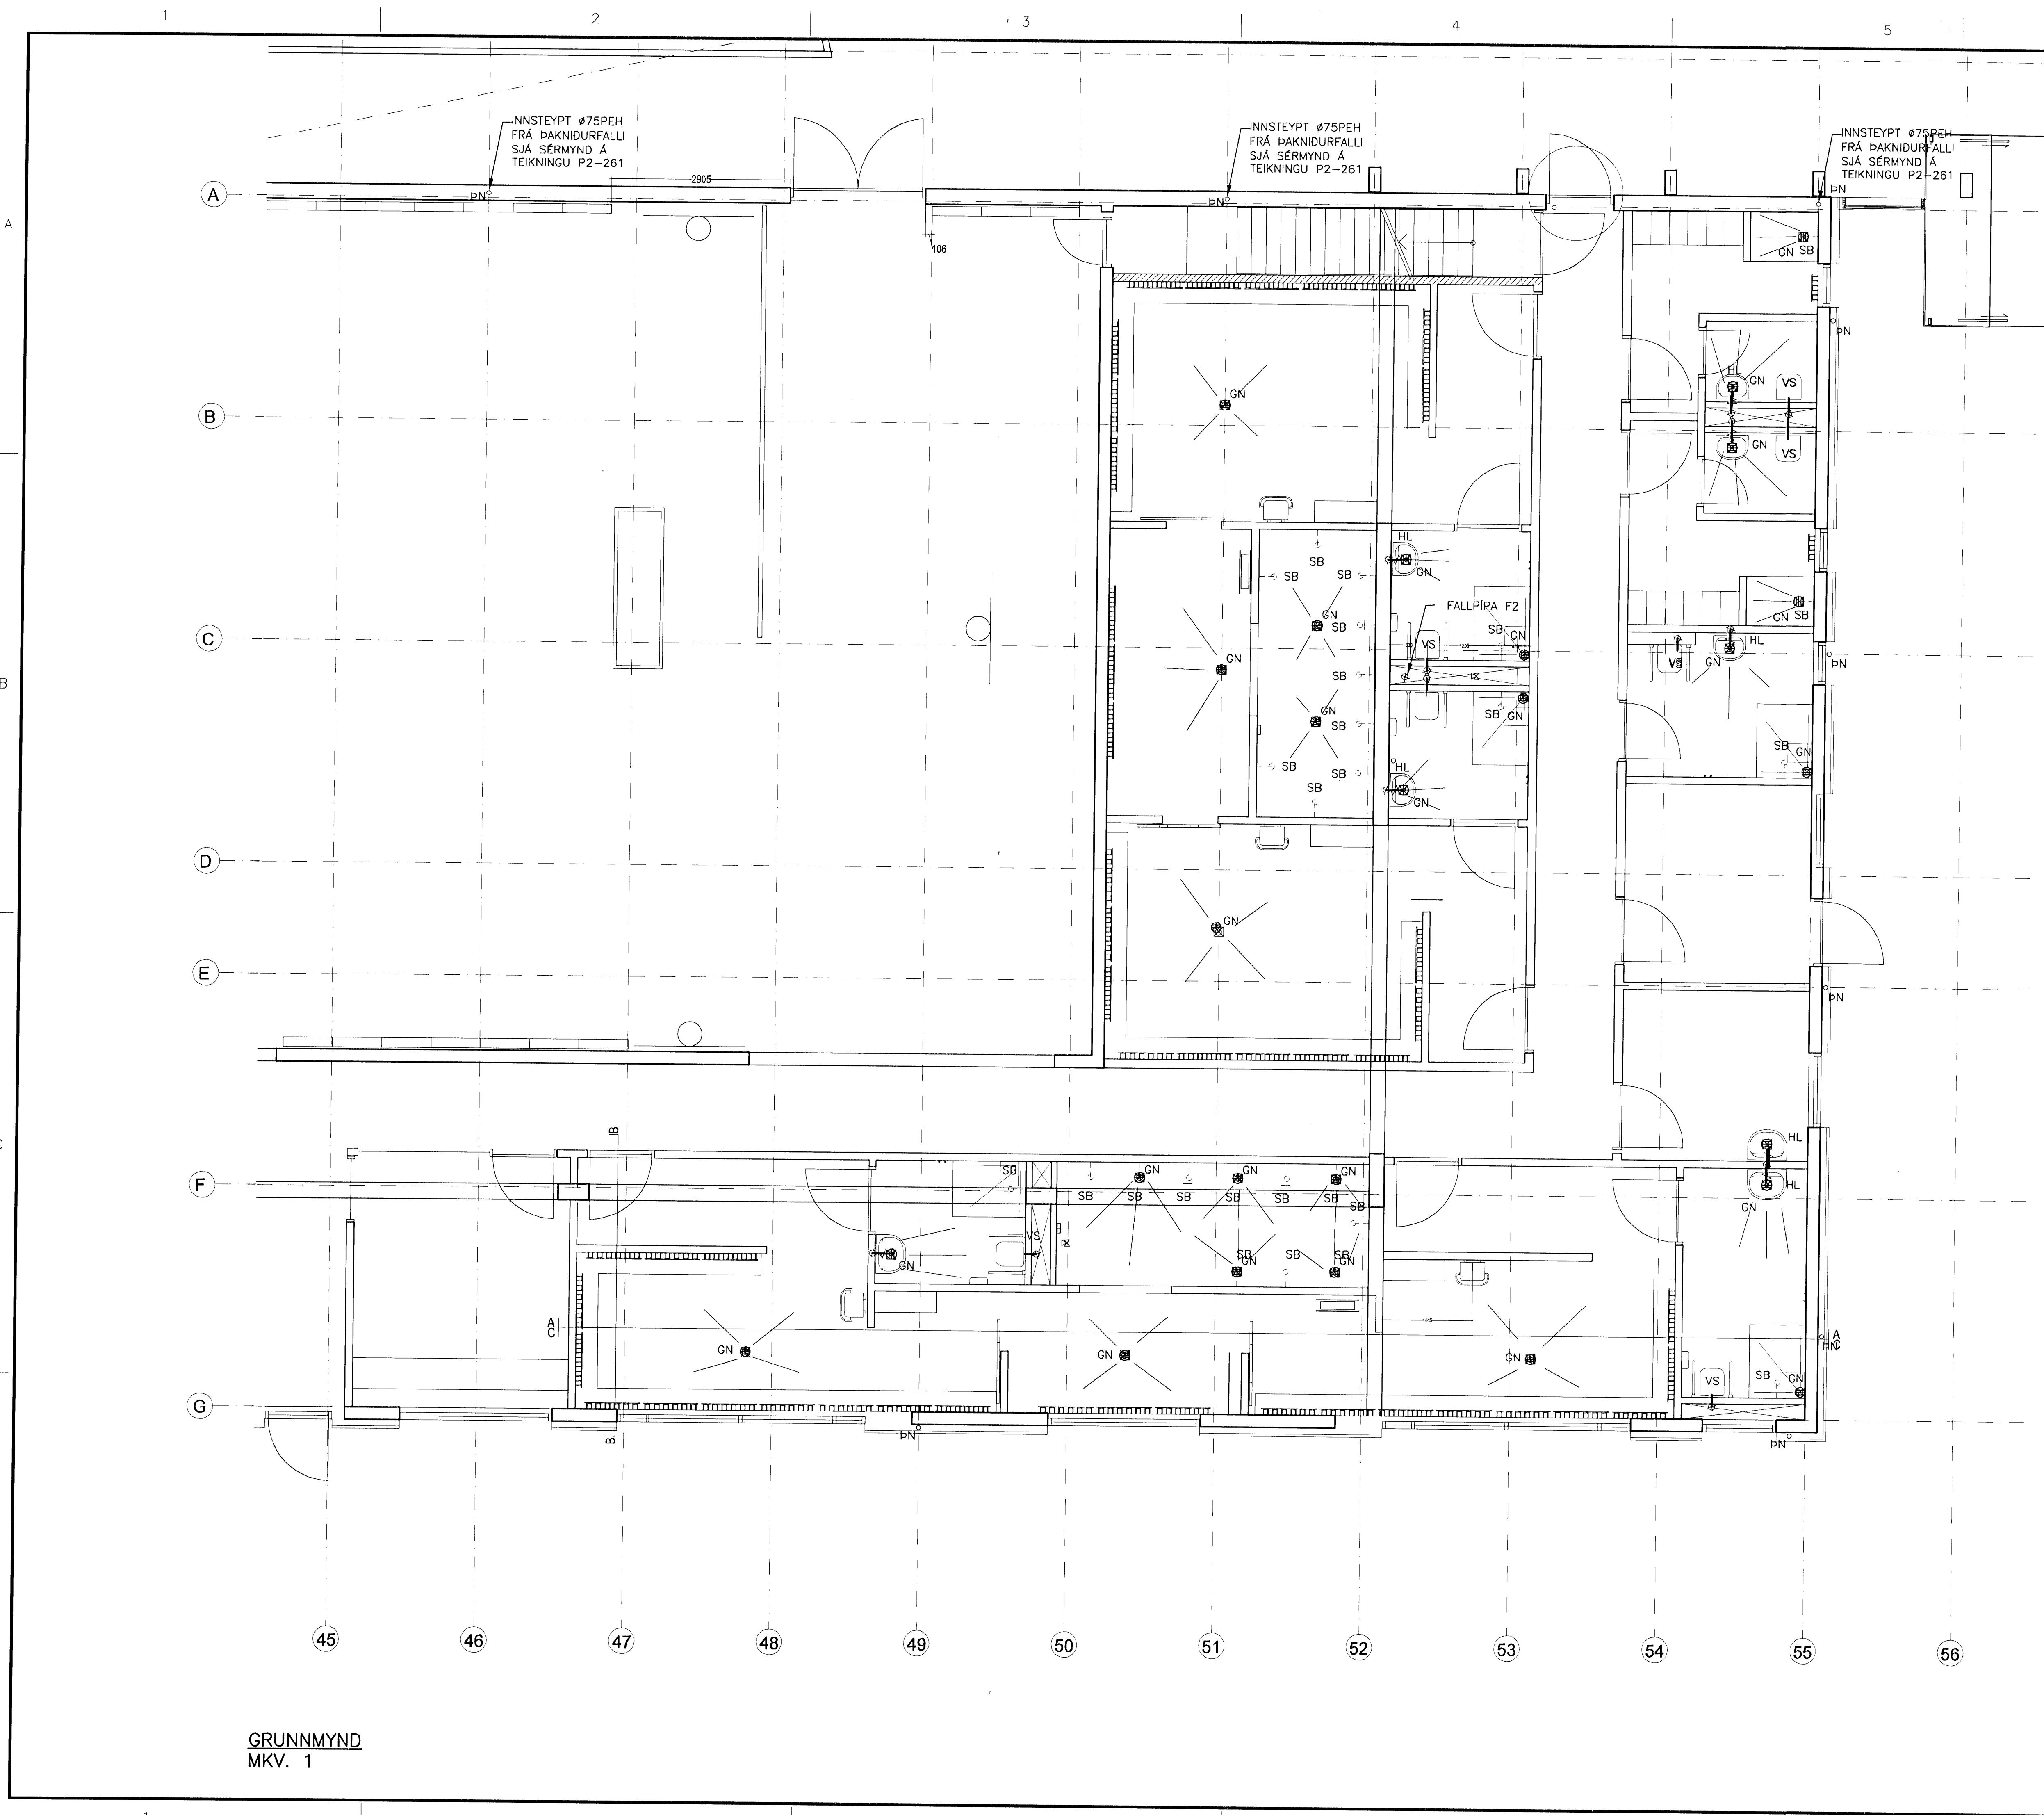 1 2 3 4 5
INNSTEYPT ø75PEH
FRÁ ÞAKNIÐURFALLI
SJÁ SÉRMYND Á
TEIKNINGU P2-261
INNSTEYPT ø75PEH
FRÁ ÞAKNIÐURFALLI
SJÁ SÉRMYND Á
TEIKNINGU P2-261
INNSTEYPT ø75PEH
FRÁ ÞAKNIÐURFALLI
SJÁ SÉRMYND Á
TEIKNINGU P2-261
A
ÞN
2905
ÞN
ÞN
A
106
GN SB
ÞN
HL
GN
VS
GN
B
GN
VS
HL
SB
SB
SB
GN
FALLPÍPA F2
GN
SB
SB
GN
GN SB
C
VS
HL
VS
GN
ÞN
GN
SB
B
GN
SB
SB
GN
SB
SB
GN
SB
SB
HL
SB
GN
D
GN
E
ÞN
C
B
HL
F
SB
GN
GN
GN
SB
SB
SB
SB
SB
HL
SB
GN
VS
SB
SB
SB
GN
GN
GN
A
C
1446
A
C
ÞN
GN
GN
GN
SB
GN
VS
G
B
ÞN
ÞN
45 46 47 48 49 50 51 52 53 54 55 56
GRUNNMYND
MKV. 1